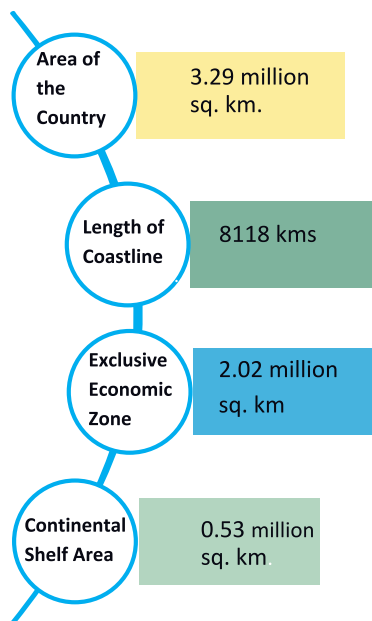 Area of
the
Country
3.29 million
sq. km.
Length of
Coastline
8118 kms
Exclusive
Economic
Zone
2.02 million
sq. km
Continental
Shelf Area
0.53 million
sq. km.